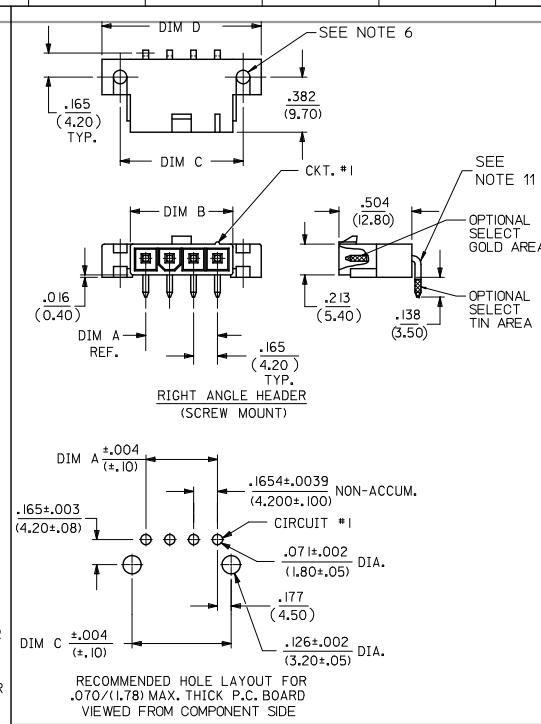 DIM D
SEE NOTE 6
.165
(4.20)
TYP.
.382
(9.70)
DIM C
CKT. #1
SEE
NOTE 11
DIM B
.504
(12.80)
OPTIONAL
SELECT
GOLD AREA
.016
(0.40)
.213
(5.40)
OPTIONAL
SELECT
TIN AREA
.138
(3.50)
DIM A
REF.
.165
(4.20)
TYP.
RIGHT ANGLE HEADER
(SCREW MOUNT)
DIM A ±.004
(±.10)
.1654±.0039
(4.200±.100) NON-ACCUM.
.165±.003
(4.20±.08)
CIRCUIT #1
.071±.002
(1.80±.05) DIA.
.177
(4.50)
DIM C ±.004
(±.10)
.126±.002
(3.20±.05) DIA.
R
RECOMMENDED HOLE LAYOUT FOR
.070/(1.78) MAX. THICK P.C. BOARD
VIEWED FROM COMPONENT SIDE